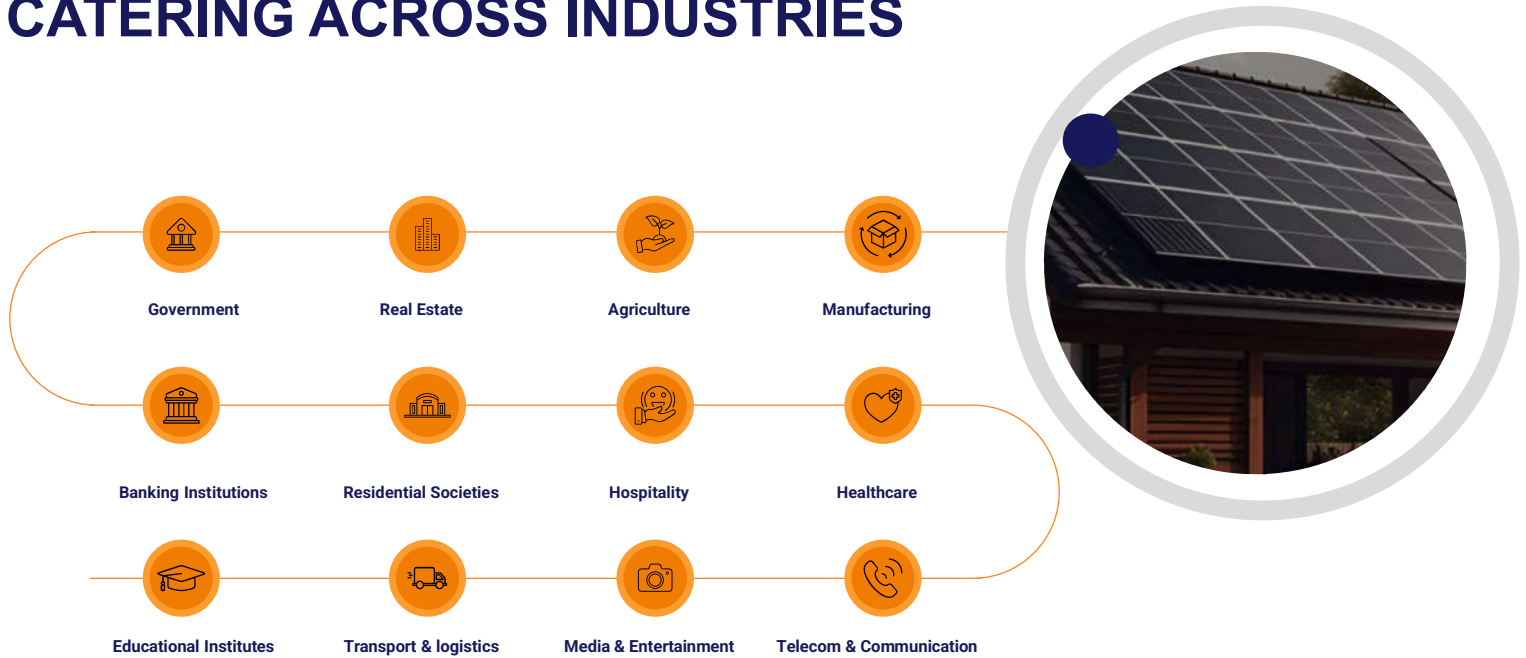 CATERING ACROSS INDUSTRIES
Government
Real Estate
Agriculture
Manufacturing
Banking Institutions
Residential Societies
Hospitality
Healthcare
Educational Institutes
Transport & logistics
Media & Entertainment
Telecom & Communication